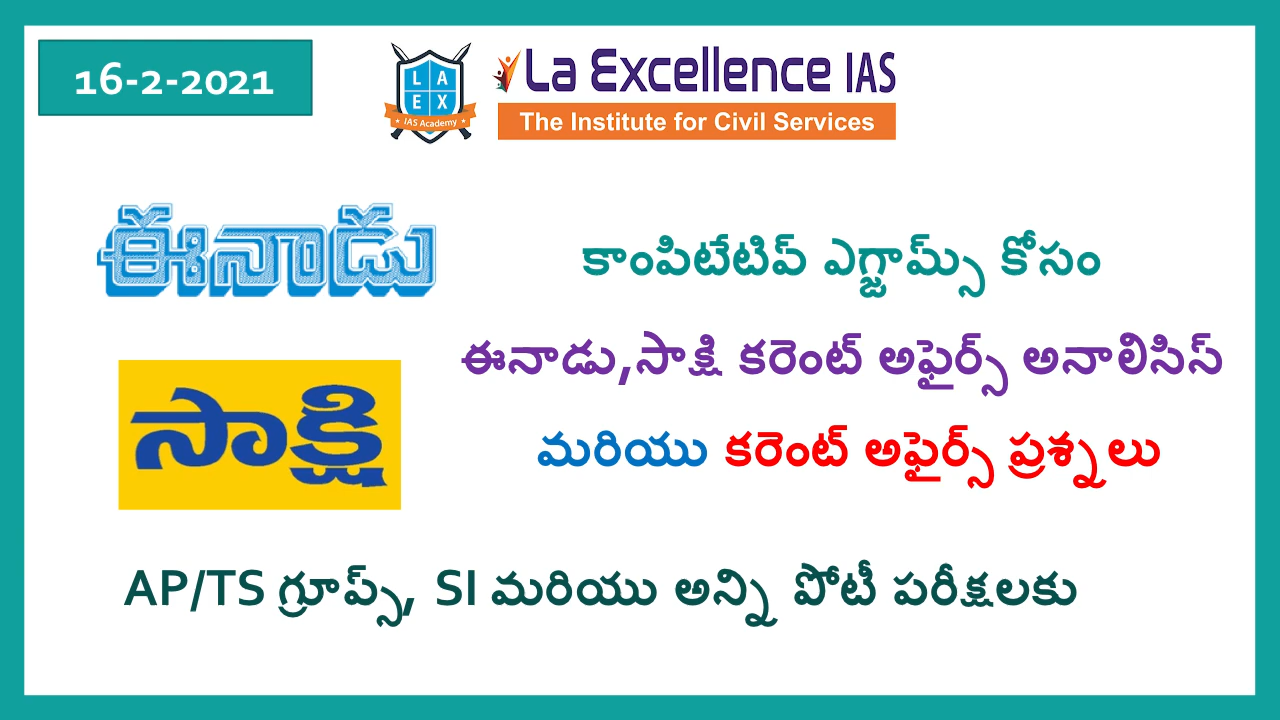 16-2-2021
L A
E X
IAS Academy
La Excellence IAS
The Institute for Civil Services
ఈనాడు
కాంపిటేటివ్ ఎగ్జామ్స్ కోసం
ఈనాడు,సాక్షి కరెంట్ అఫైర్స్ అనాలిసిస్
సాక్షి
మరియు కరెంట్ అఫైర్స్ ప్రశ్నలు
AP/TS గ్రూప్స్, SI మరియు అన్ని పోటీ పరీక్షలకు